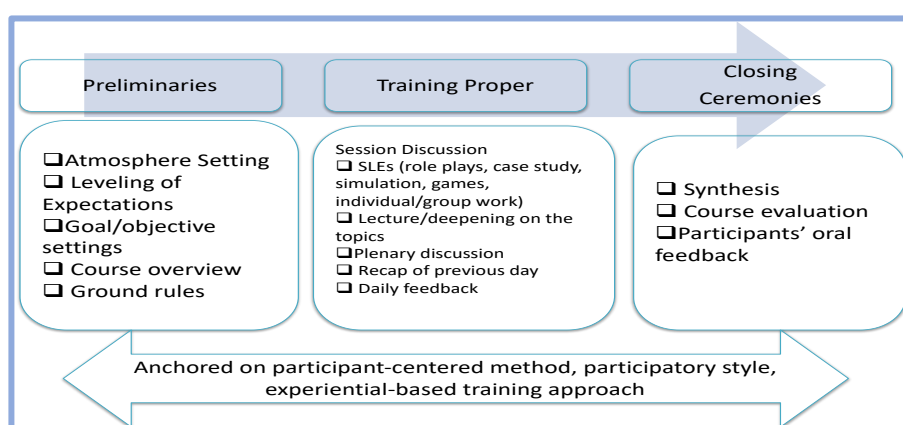 Preliminaries
Training Proper
Closing
Ceremonies
❑Atmosphere Setting
❑ Leveling of
Expectations
❑Goal/objective
settings
❑ Course overview
❑ Ground rules
Session Discussion
❑ SLEs (role plays, case study,
simulation, games,
individual/group work)
❑ Lecture/deepening on the
topics
❑Plenary discussion
❑ Recap of previous day
❑ Daily feedback
❑ Synthesis
❑ Course evaluation
❑Participants’ oral
feedback
Anchored on participant-centered method, participatory style,
experiential-based training approach